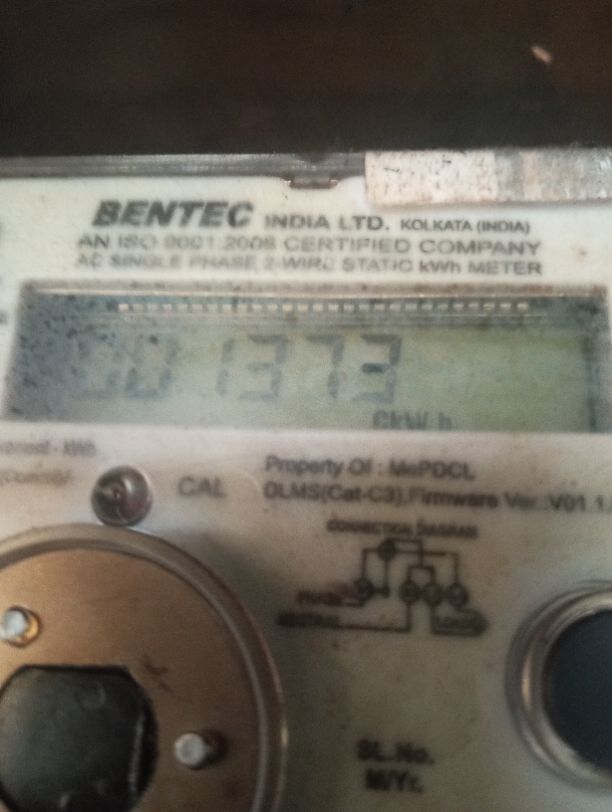 BENTEC INDIA LTD. KOLKATA (INDIA)
AN ISO 9001:2008 CERTIFIED COMPANY
AC SINGLE PHASE 2 WIRE STATIC kWh METER
001373
kWh
CAL
Property Of : MePDCL
DLMS(Cat-C3),Firmware Ver.:V01.1
CONNECTION DIAGRAM
PHASE
NEUTRAL
LOAD
SL.No.
M/Yr.